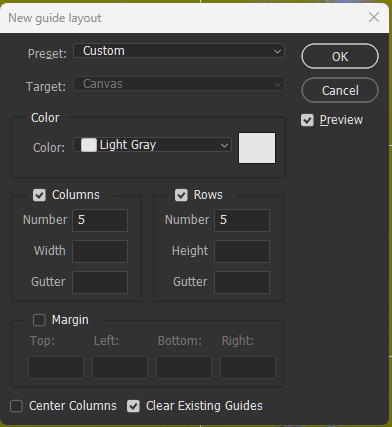 New guide layout
Preset: Custom
OK
Target: Canvas
Cancel
Color
Preview
Color: Light Gray
Columns
Rows
Number 5
Number 5
Width
Height
Gutter
Gutter
Margin
Top: Left: Bottom: Right:
Center Columns
Clear Existing Guides